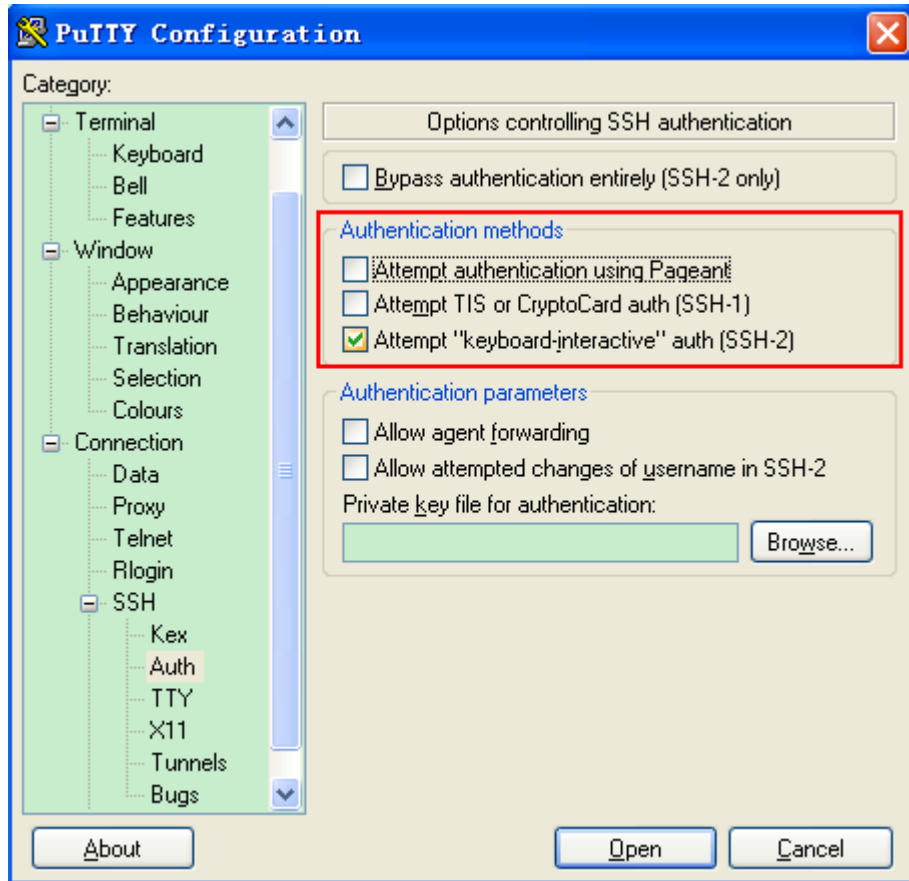 PuTTY Configuration
Category:
Terminal
Keyboard
Bell
Features
Window
Appearance
Behaviour
Translation
Selection
Colours
Connection
Data
Proxy
Telnet
Rlogin
SSH
Kex
Auth
TTY
X11
Tunnels
Bugs
Options controlling SSH authentication
Bypass authentication entirely (SSH-2 only)
Authentication methods
Attempt authentication using Pageant
Attempt TIS or CryptoCard auth (SSH-1)
Attempt "keyboard-interactive" auth (SSH-2)
Authentication parameters
Allow agent forwarding
Allow attempted changes of username in SSH-2
Private key file for authentication:
Browse...
About
Open
Cancel